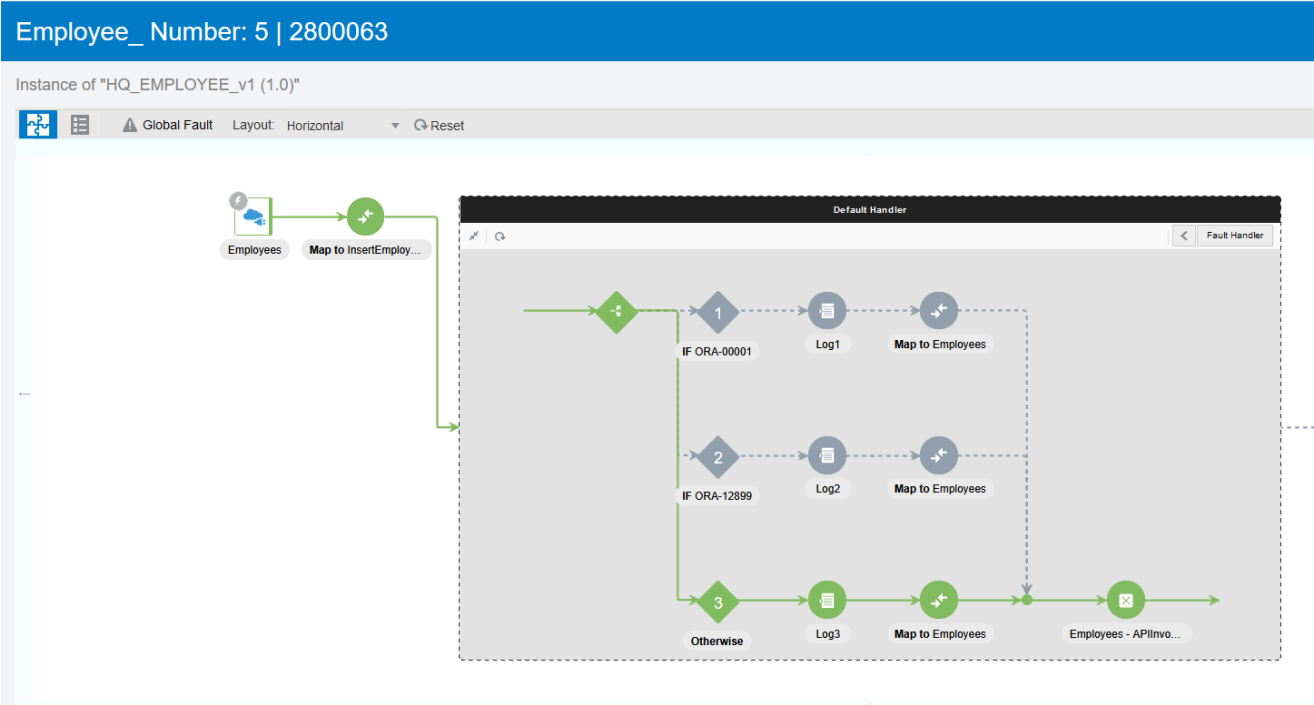 Employee_ Number: 5 | 2800063
Instance of "HQ_EMPLOYEE_v1 (1.0)"
Global Fault Layout: Horizontal Reset
Default Handler
Fault Handler
Employees
Map to InsertEmploy...
1
IF ORA-00001
Log1
Map to Employees
2
IF ORA-12899
Log2
Map to Employees
3
Otherwise
Log3
Map to Employees
Employees - APIInvo...